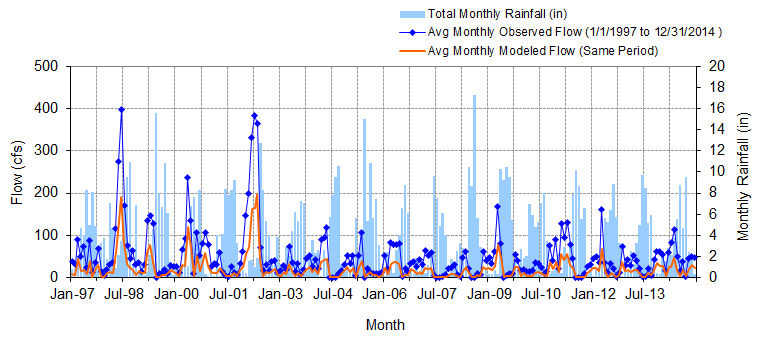 Total Monthly Rainfall (in)
Avg Monthly Observed Flow (1/1/1997 to 12/31/2014 )
Avg Monthly Modeled Flow (Same Period)
500
400
300
200
100
0
Flow (cfs)
20
18
16
14
12
10
8
6
4
2
0
Monthly Rainfall (in)
Jan-97 Jul-98 Jan-00 Jul-01 Jan-03 Jul-04 Jan-06 Jul-07 Jan-09 Jul-10 Jan-12 Jul-13
Month